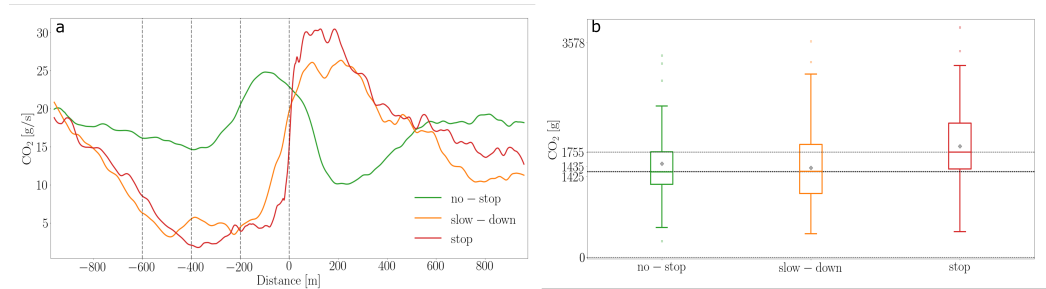 a
30
25
20
15
10
5
CO₂ [g/s]
−800
−600
−400
−200
0
200
400
600
800
Distance [m]
no − stop
slow − down
stop
b
3578
1755
1435
1425
0
CO₂ [g]
no − stop
slow − down
stop